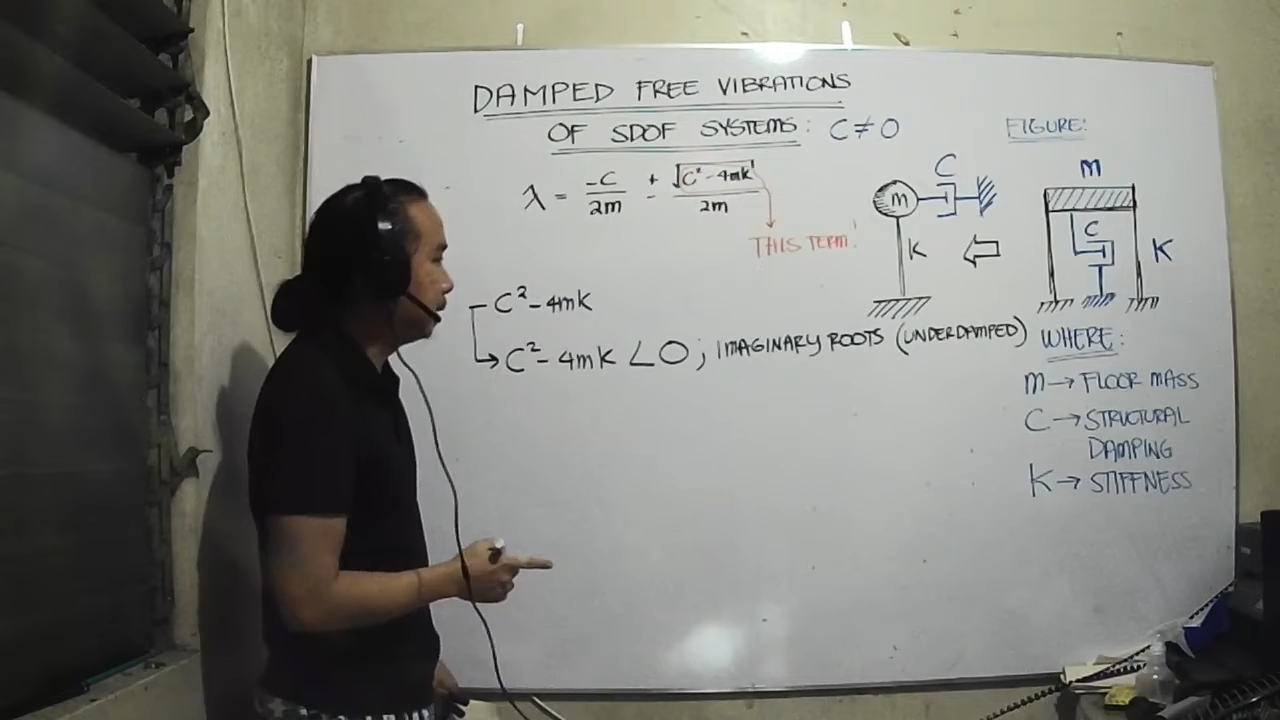 DAMPED FREE VIBRATIONS
OF SDOF SYSTEMS: C≠0
λ = -C/2m ± √(C²-4mk)/2m
THIS TERM!
C²-4mK
C²-4mK < 0; IMAGINARY ROOTS (UNDERDAMPED)
FIGURE:
C
m
K
m
C
K
WHERE:
m → FLOOR MASS
C → STRUCTURAL
DAMPING
K → STIFFNESS